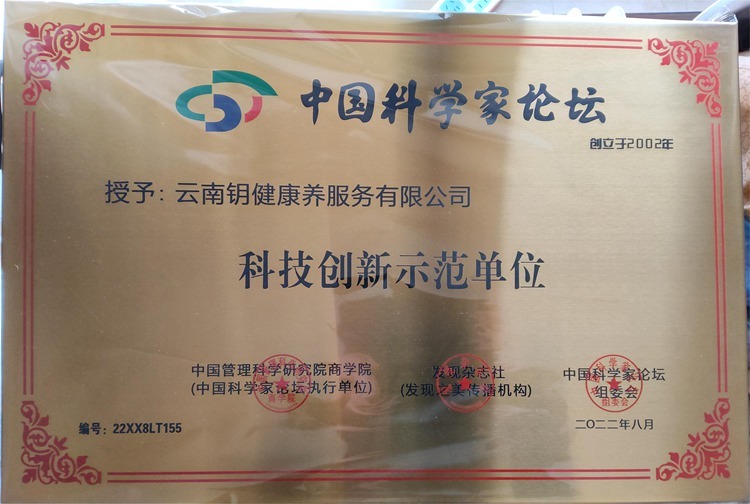 中国科学家论坛
创立于2002年
授予：云南钥健康养服务有限公司
科技创新示范单位
中国管理科学研究院商学院
(中国科学家论坛执行单位)
发现杂志社
(发现之美传播机构)
中国科学家论坛
组委会
编号：22XX8LT155
二〇二二年八月